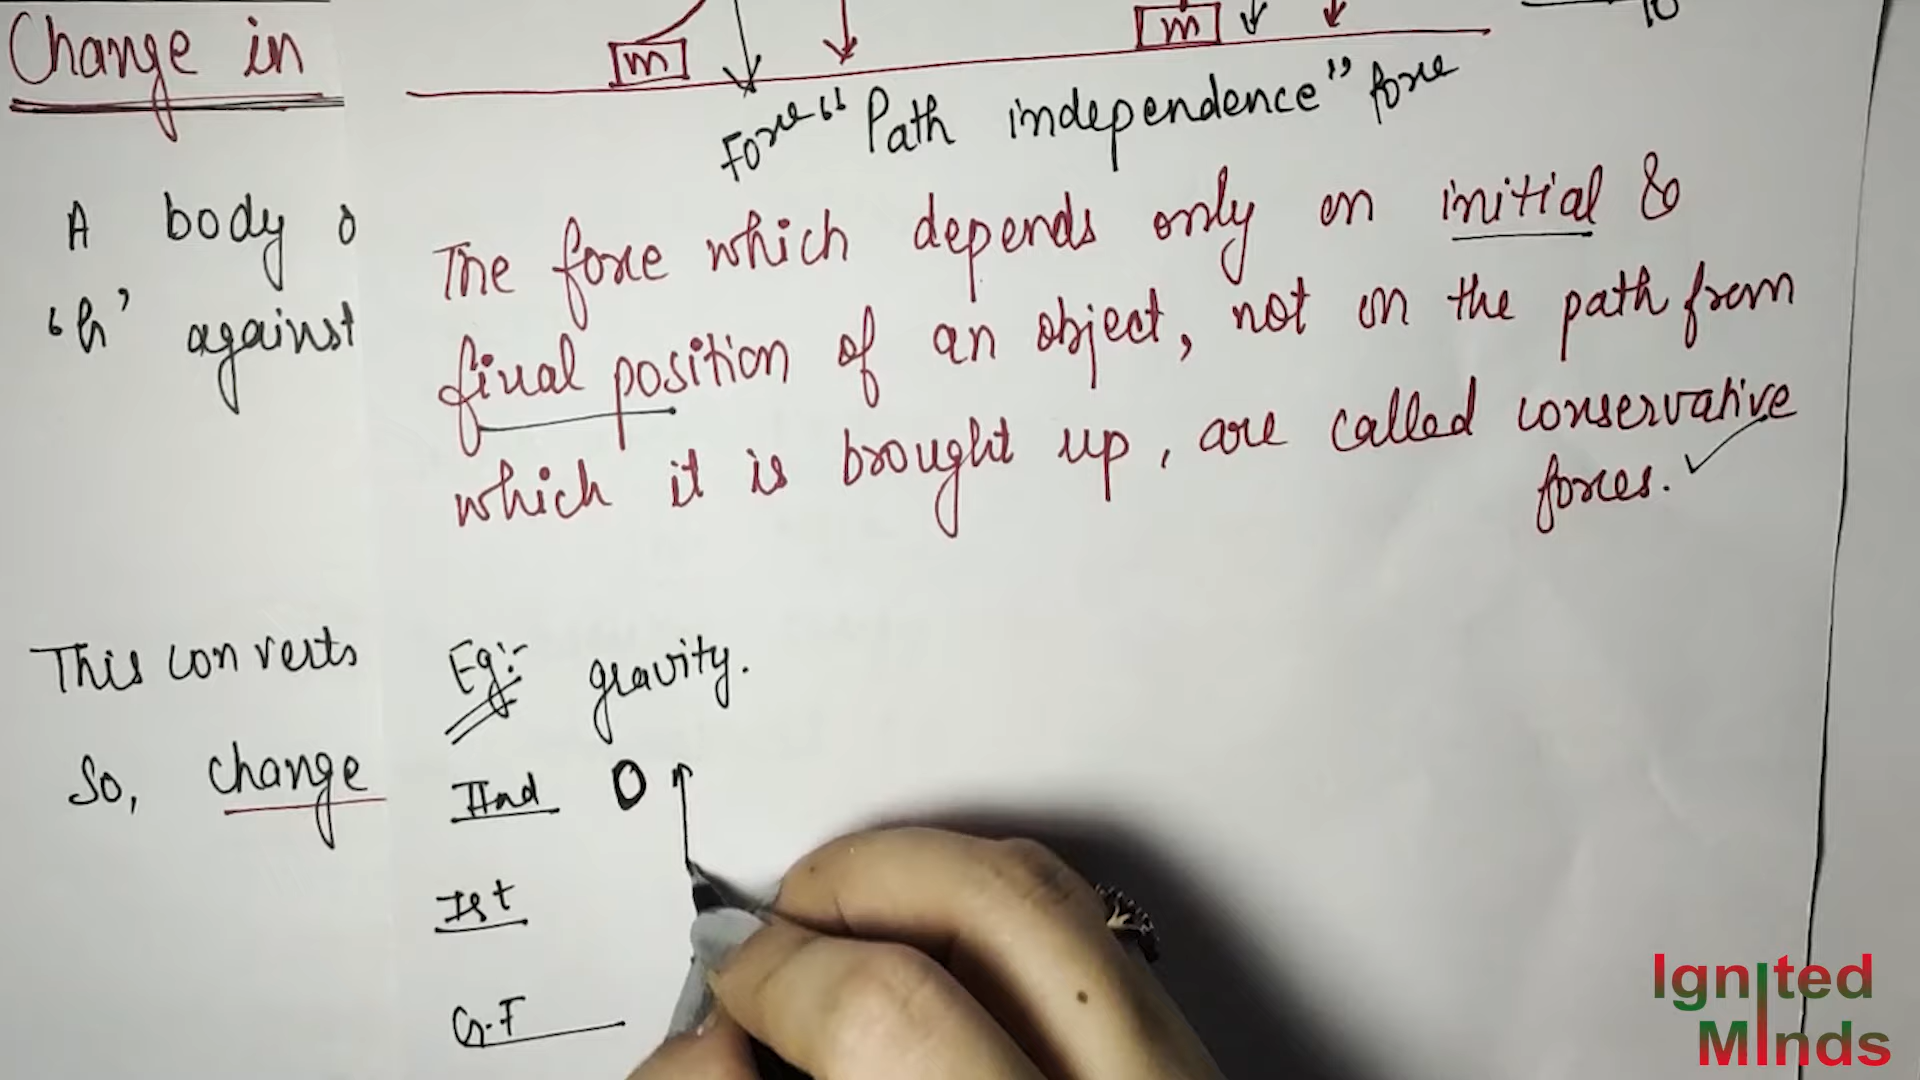 Change in
m
m
10
Force "Path independence" force
A body o
"h" against
The force which depends only on initial &
final position of an object, not on the path from
which it is brought up, are called conservative
forces.
This converts
So, change
Eg:- gravity.
IInd
Ist
G.F
Ignited
Minds